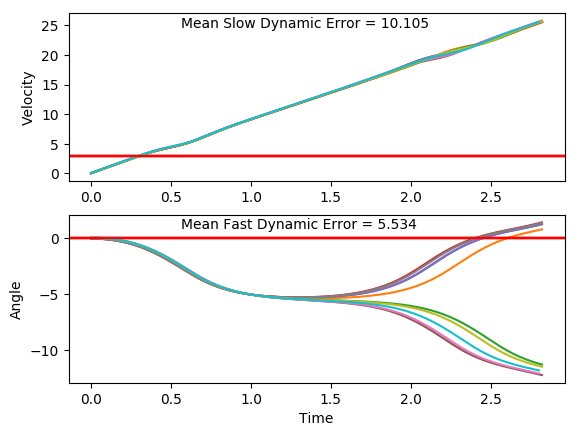 Mean Slow Dynamic Error = 10.105
25
20
15
10
5
0
Velocity
0.0 0.5 1.0 1.5 2.0 2.5
Mean Fast Dynamic Error = 5.534
0
−5
−10
Angle
0.0 0.5 1.0 1.5 2.0 2.5
Time